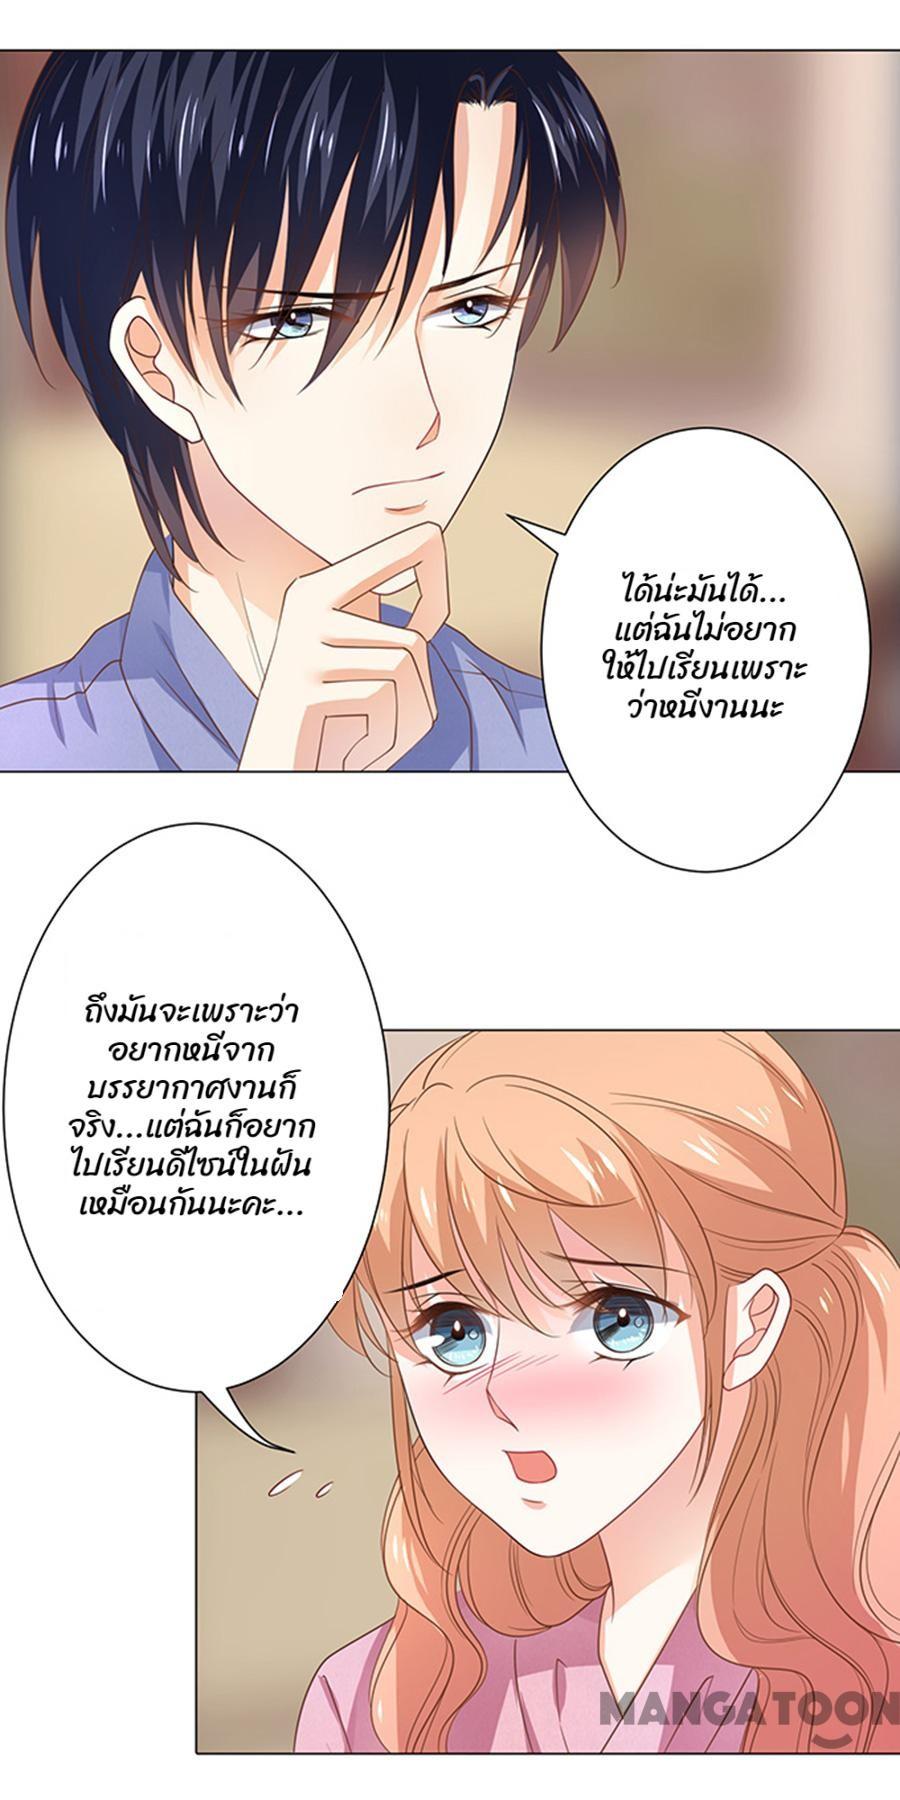 ได้น่ะมันได้...
แต่ฉันไม่อยาก
ให้ไปเรียนเพราะ
ว่าหนีงานนะ
ถึงมันจะเพราะว่า
อยากหนีจาก
บรรยากาศงานก็
จริง...แต่ฉันก็อยาก
ไปเรียนดีไซน์ในฝัน
เหมือนกันนะคะ...
MANGATOON